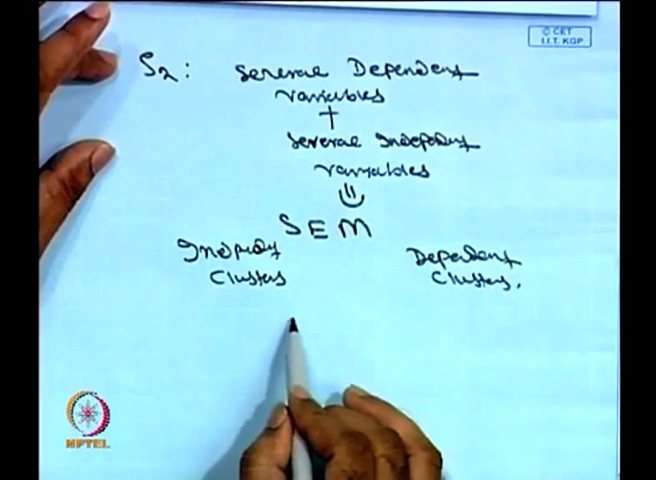 © CET
I.I.T. KGP
S2: Several Dependent
variables
+
Several Independent
variables
SEM
Independent Dependent
Clusters Clusters.
NPTEL